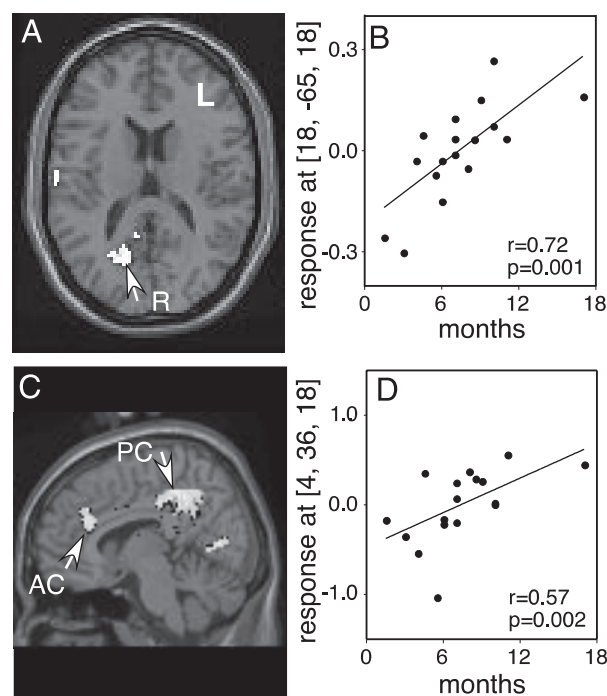 A
L
R
B
response at [18, -65, 18]
0.3
0.0
-0.3
r=0.72
p=0.001
0 6 12 18
months
C
PC
AC
D
response at [4, 36, 18]
1.0
0.0
-1.0
r=0.57
p=0.002
0 6 12 18
months